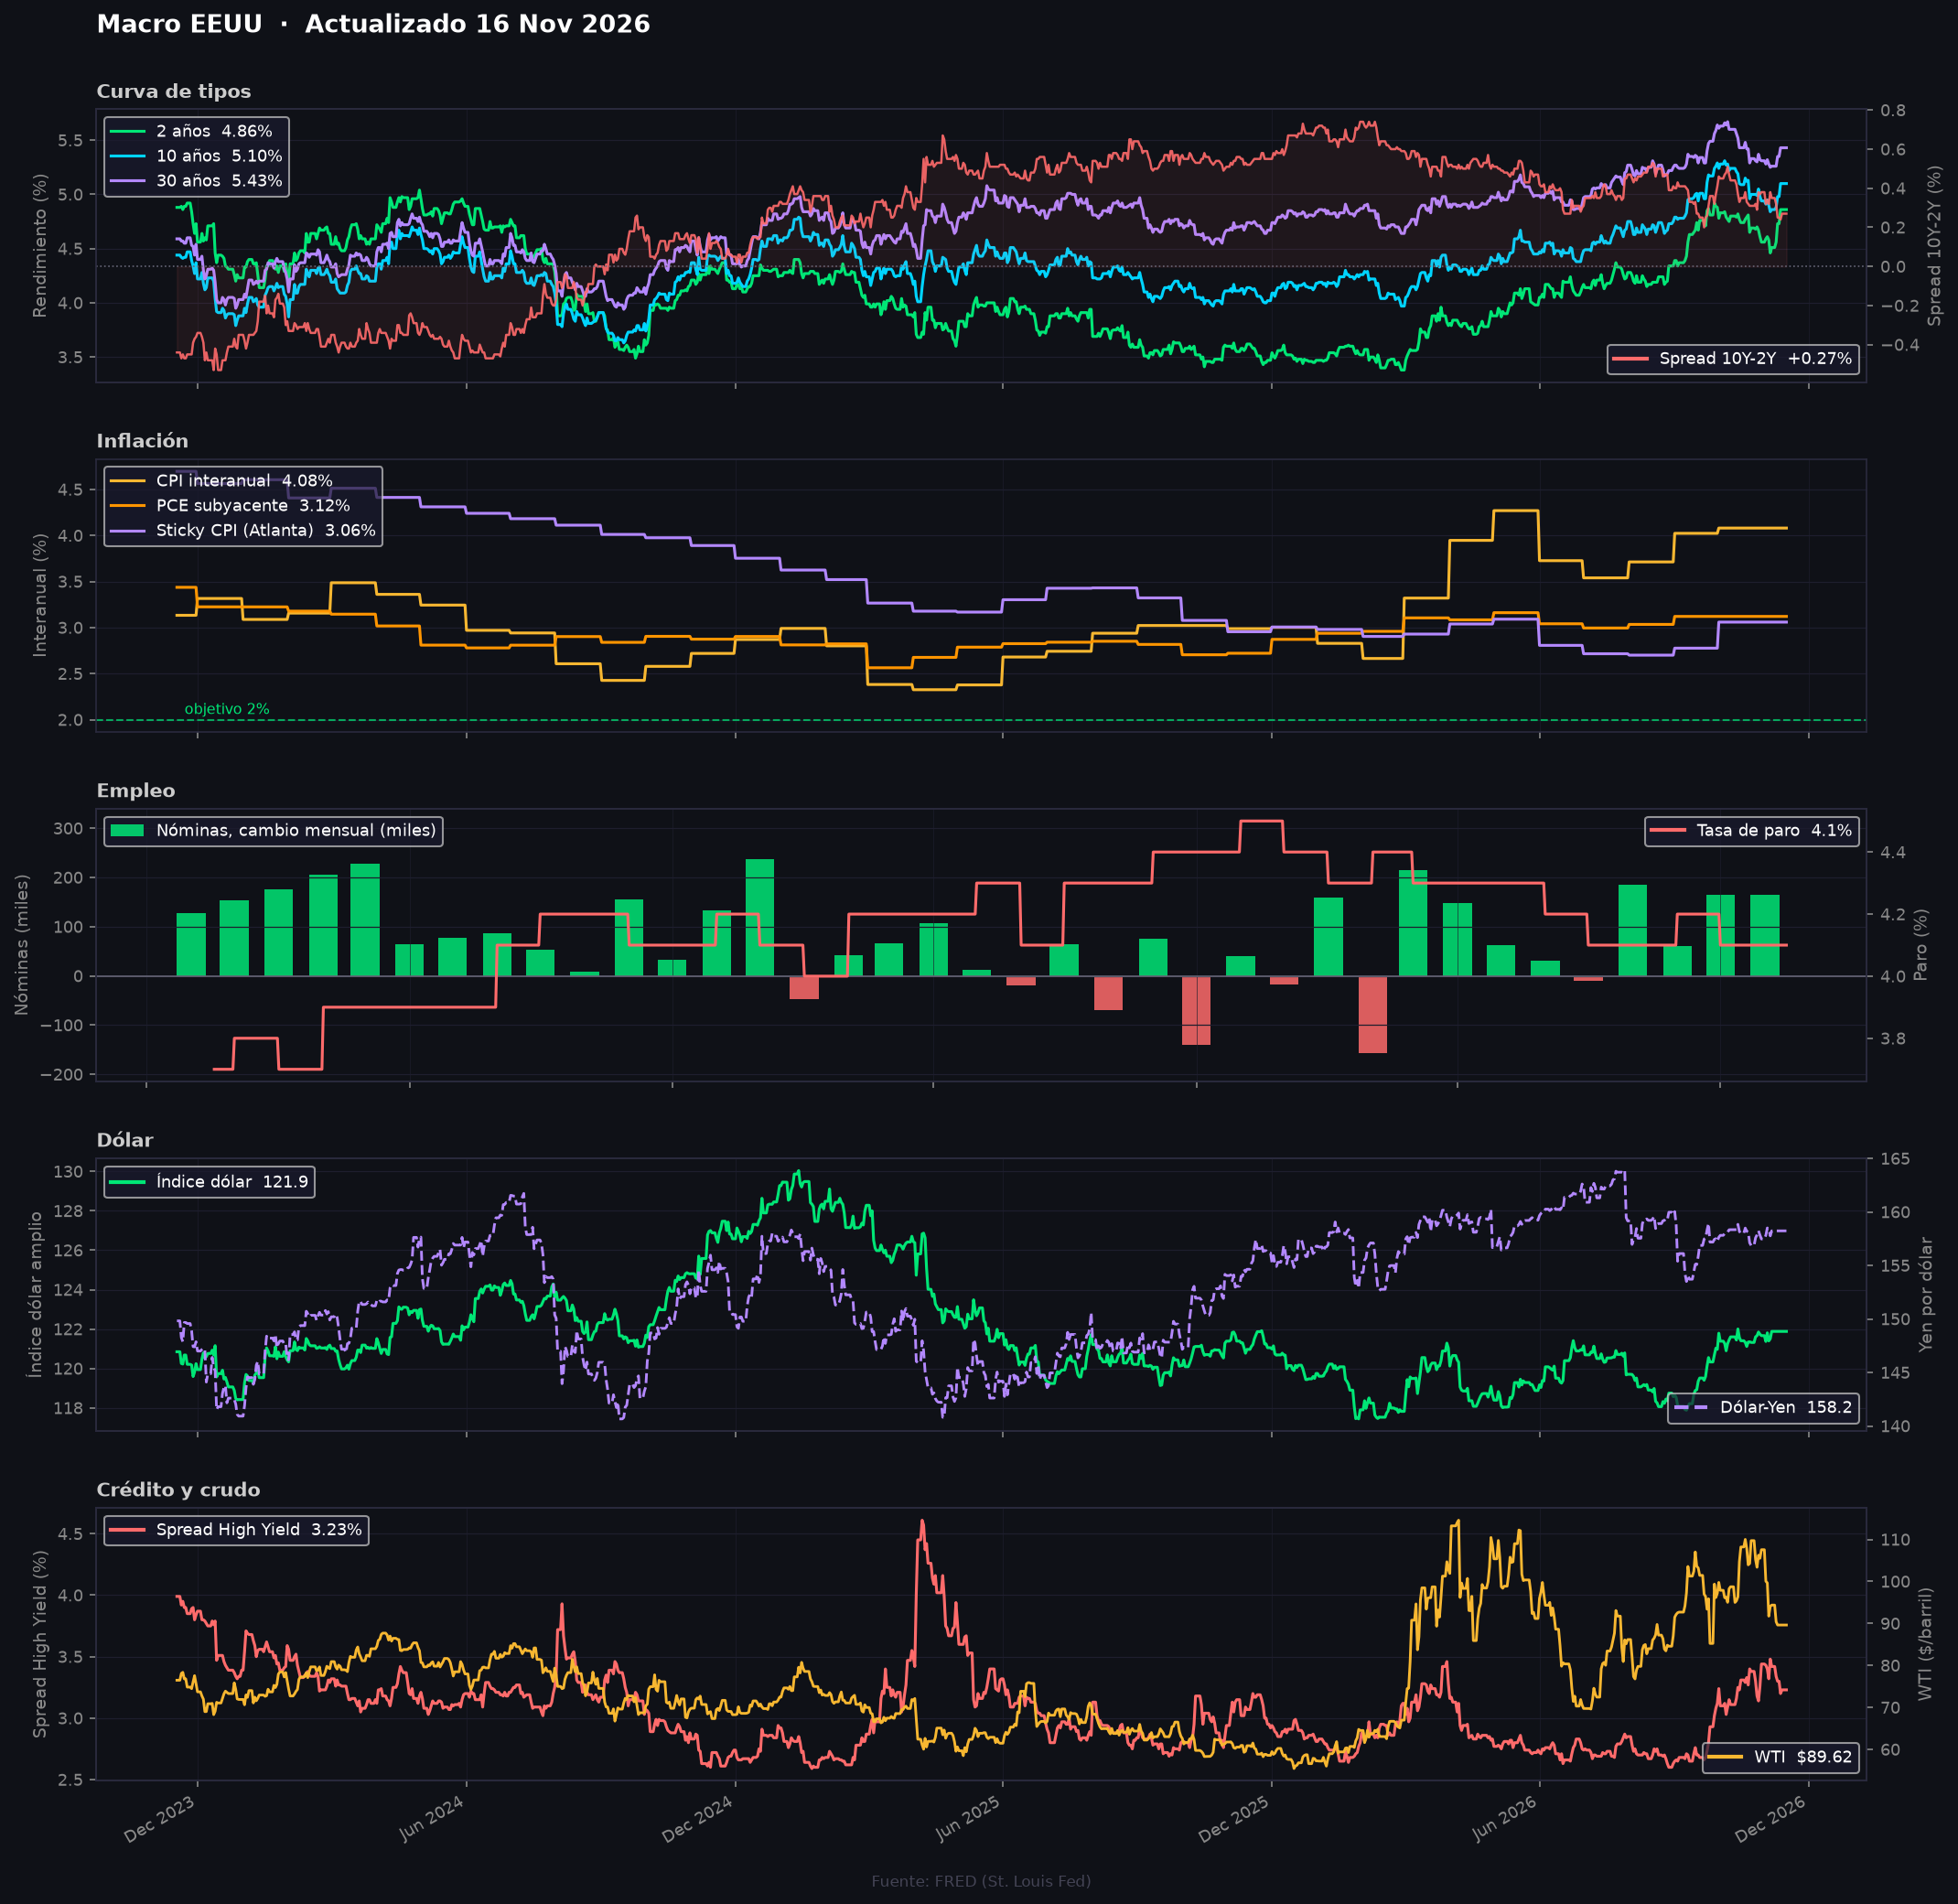 Macro EEUU · Actualizado 16 Nov 2026
Curva de tipos
2 años 4.86%
10 años 5.10%
30 años 5.43%
Spread 10Y-2Y +0.27%
Rendimiento (%)
5.5
5.0
4.5
4.0
3.5
Spread 10Y-2Y (%)
0.8
0.6
0.4
0.2
0.0
−0.2
−0.4
Inflación
CPI interanual 4.08%
PCE subyacente 3.12%
Sticky CPI (Atlanta) 3.06%
Interanual (%)
4.5
4.0
3.5
3.0
2.5
2.0
objetivo 2%
Empleo
Nóminas, cambio mensual (miles)
Tasa de paro 4.1%
Nóminas (miles)
300
200
100
0
−100
−200
Paro (%)
4.4
4.2
4.0
3.8
Dólar
Índice dólar 121.9
Dólar-Yen 158.2
Índice dólar amplio
130
128
126
124
122
120
118
Yen por dólar
165
160
155
150
145
140
Crédito y crudo
Spread High Yield 3.23%
WTI $89.62
Spread High Yield (%)
4.5
4.0
3.5
3.0
2.5
WTI ($/barril)
110
100
90
80
70
60
Dec 2023
Jun 2024
Dec 2024
Jun 2025
Dec 2025
Jun 2026
Dec 2026
Fuente: FRED (St. Louis Fed)